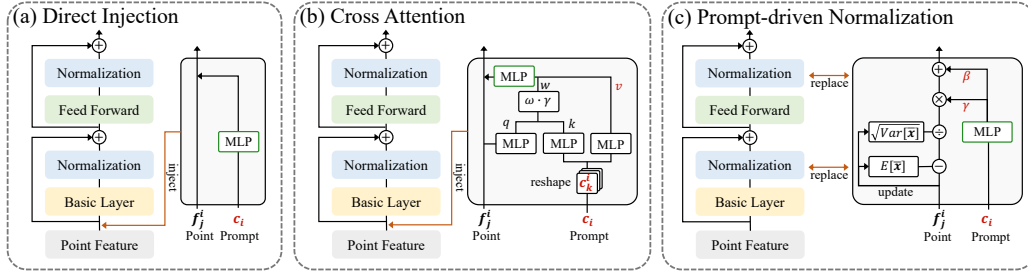 (a) Direct Injection
Normalization
Feed Forward
Normalization
Basic Layer
Point Feature
inject
MLP
f_j^i
c_i
Point
Prompt
(b) Cross Attention
Normalization
Feed Forward
Normalization
Basic Layer
Point Feature
inject
MLP
w
v
ω · γ
q
k
MLP
MLP
MLP
reshape
c_k^i
f_j^i
c_i
Point
Prompt
(c) Prompt-driven Normalization
Normalization
Feed Forward
Normalization
Basic Layer
Point Feature
replace
replace
β
γ
√Var[x̄]
MLP
E[x̄]
update
f_j^i
c_i
Point
Prompt